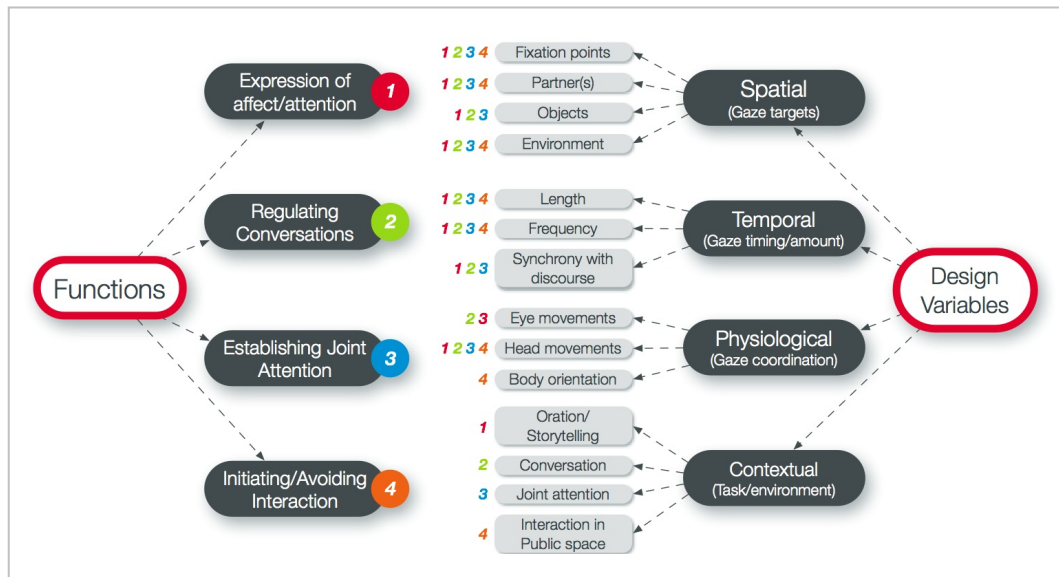 Functions
Expression of
affect/attention
1
Regulating
Conversations
2
Establishing Joint
Attention
3
Initiating/Avoiding
Interaction
4
1 2 3 4 Fixation points
1 2 3 4 Partner(s)
1 2 3 Objects
1 2 3 4 Environment
1 2 3 4 Length
1 2 3 4 Frequency
1 2 3 Synchrony with
discourse
2 3 Eye movements
1 2 3 4 Head movements
4 Body orientation
1 Oration/
Storytelling
2 Conversation
3 Joint attention
4 Interaction in
Public space
Spatial
(Gaze targets)
Temporal
(Gaze timing/amount)
Physiological
(Gaze coordination)
Contextual
(Task/environment)
Design
Variables